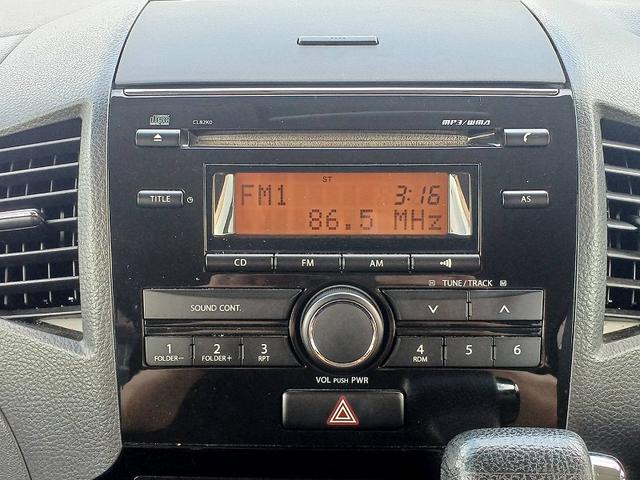 CL82K0 MP3/WMA
ST
FM1 3:16
86.5 MHz
TITLE AS
CD FM AM
TUNE/TRACK
SOUND CONT.
1 2 3 4 5 6
FOLDER− FOLDER+ RPT RDM
VOL PUSH PWR